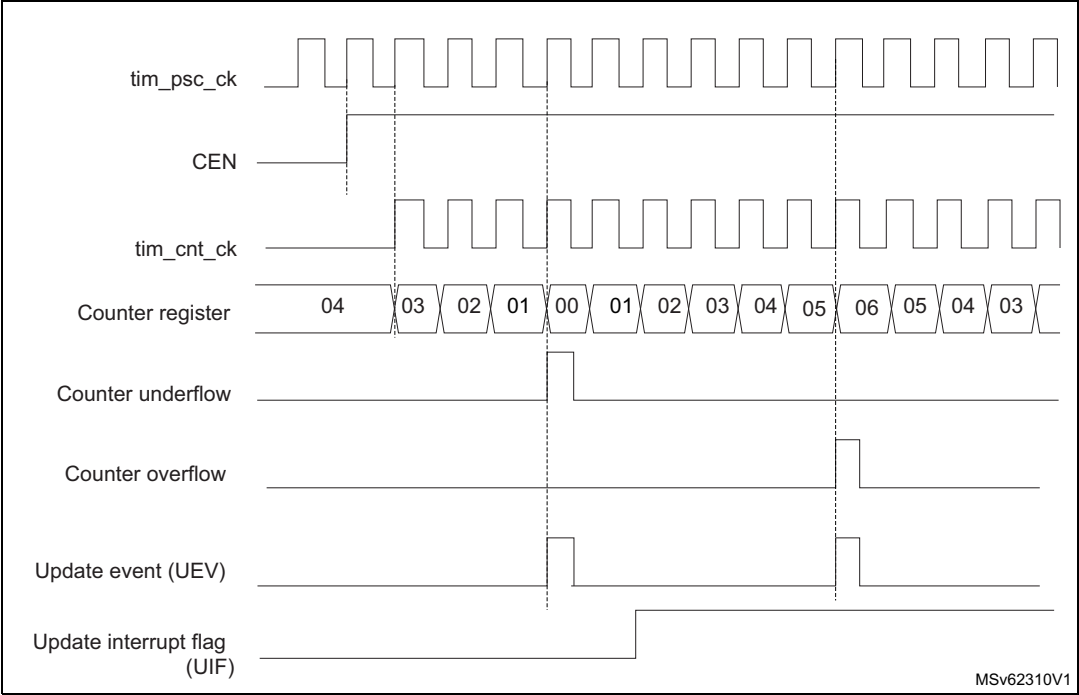 tim_psc_ck
CEN
tim_cnt_ck
Counter register 04 03 02 01 00 01 02 03 04 05 06 05 04 03
Counter underflow
Counter overflow
Update event (UEV)
Update interrupt flag
(UIF)
MSv62310V1